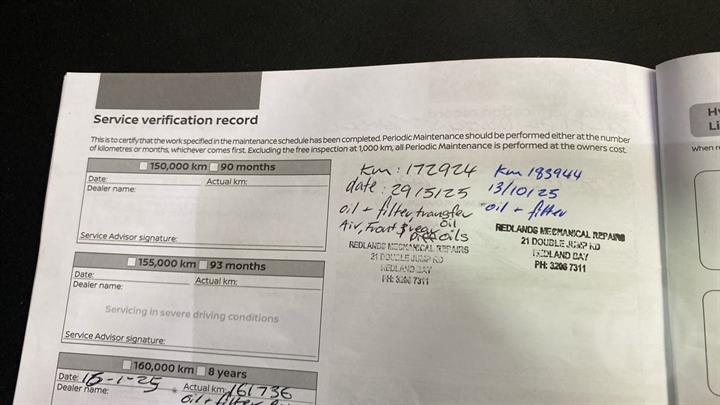 Service verification record
This is to certify that the work specified in the maintenance schedule has been completed. Periodic Maintenance should be performed either at the number
of kilometres or months, whichever comes first. Excluding the free inspection at 1,000 km, all Periodic Maintenance is performed at the owners cost.
150,000 km 90 months
Date: Actual km:
Dealer name:
Service Advisor signature:
155,000 km 93 months
Date: Actual km:
Dealer name:
Servicing in severe driving conditions
Service Advisor signature:
160,000 km 8 years
Date: 15-1-25 Actual km: 161736
Dealer name: oil + filter
km: 172924
date: 29/5/25
oil + filter, transfer
Air, Front & rear oil
Diff oils
REDLANDS MECHANICAL REPAIRS
21 DOUBLE JUMP RD
REDLAND BAY
PH: 3206 7311
km 183944
13/10/25
oil + filter
REDLANDS MECHANICAL REPAIRS
21 DOUBLE JUMP RD
REDLAND BAY
PH: 3206 7311
When